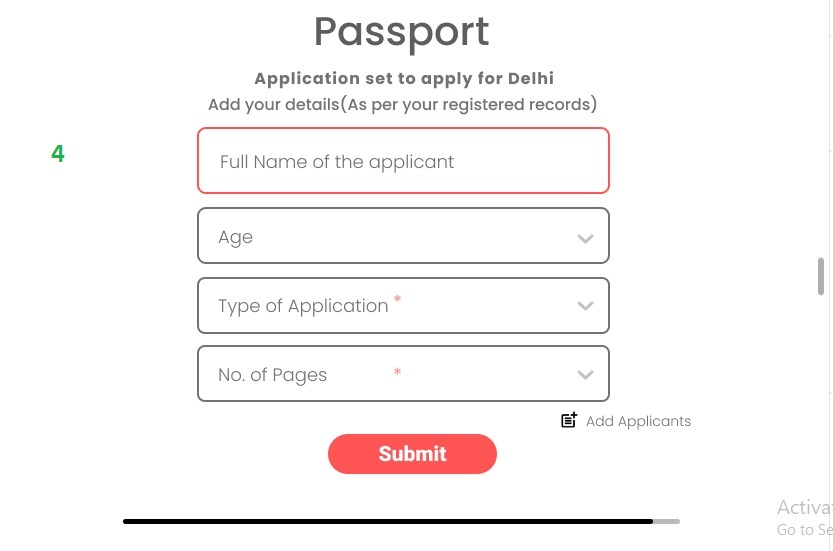 Passport
Application set to apply for Delhi
Add your details(As per your registered records)
4
Full Name of the applicant
Age
Type of Application *
No. of Pages *
Add Applicants
Submit
Go to Se